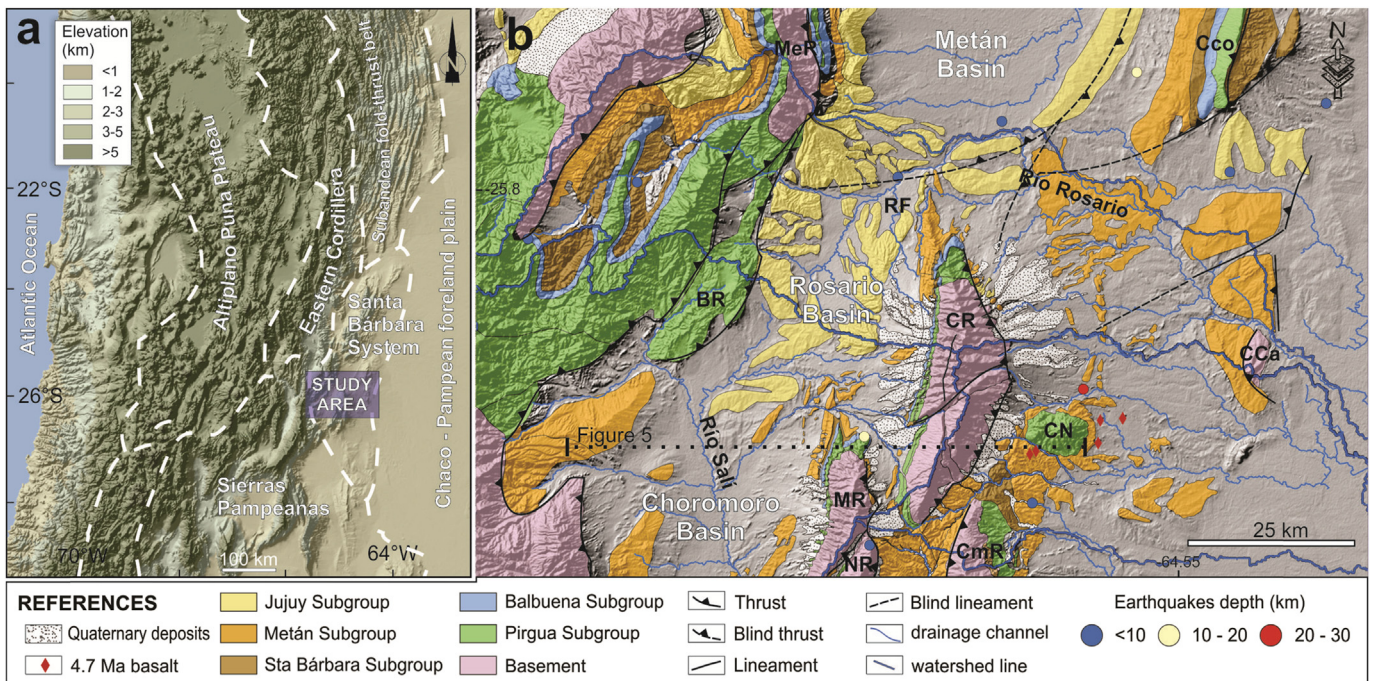 a
Elevation
(km)
<1
1-2
2-3
3-5
>5
N
22°S
26°S
70°W
64°W
100 km
Atlantic Ocean
Altiplano Puna Plateau
Eastern Cordillera
Subandean fold-thrust belt
Santa
Bárbara
System
STUDY
AREA
Chaco - Pampean foreland plain
Sierras
Pampeanas
b
MeR
Metán
Basin
Cco
N
-25.8
RF
Río Rosario
BR
Rosario
Basin
CR
CCa
Figure 5
Río Salí
CN
Choromoro
Basin
MR
NR
CmR
25 km
-64.55
REFERENCES
Quaternary deposits
4.7 Ma basalt
Jujuy Subgroup
Metán Subgroup
Sta Bárbara Subgroup
Balbuena Subgroup
Pirgua Subgroup
Basement
Thrust
Blind thrust
Lineament
Blind lineament
drainage channel
watershed line
Earthquakes depth (km)
<10
10 - 20
20 - 30